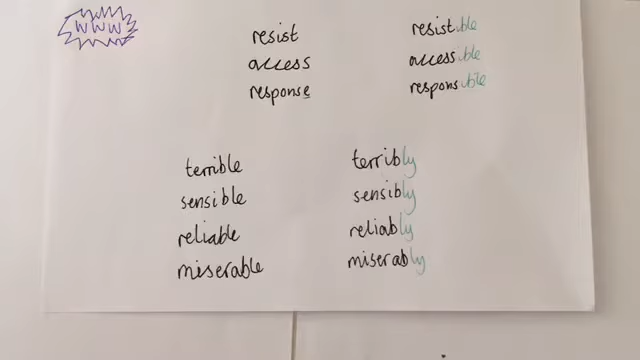 WWW
resist resistible
access accessible
response responsible
terrible terribly
sensible sensibly
reliable reliably
miserable miserably